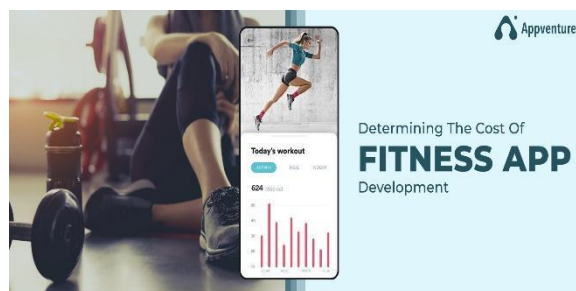 Appventure
Determining The Cost Of
FITNESS APP
Development
Today's workout
624